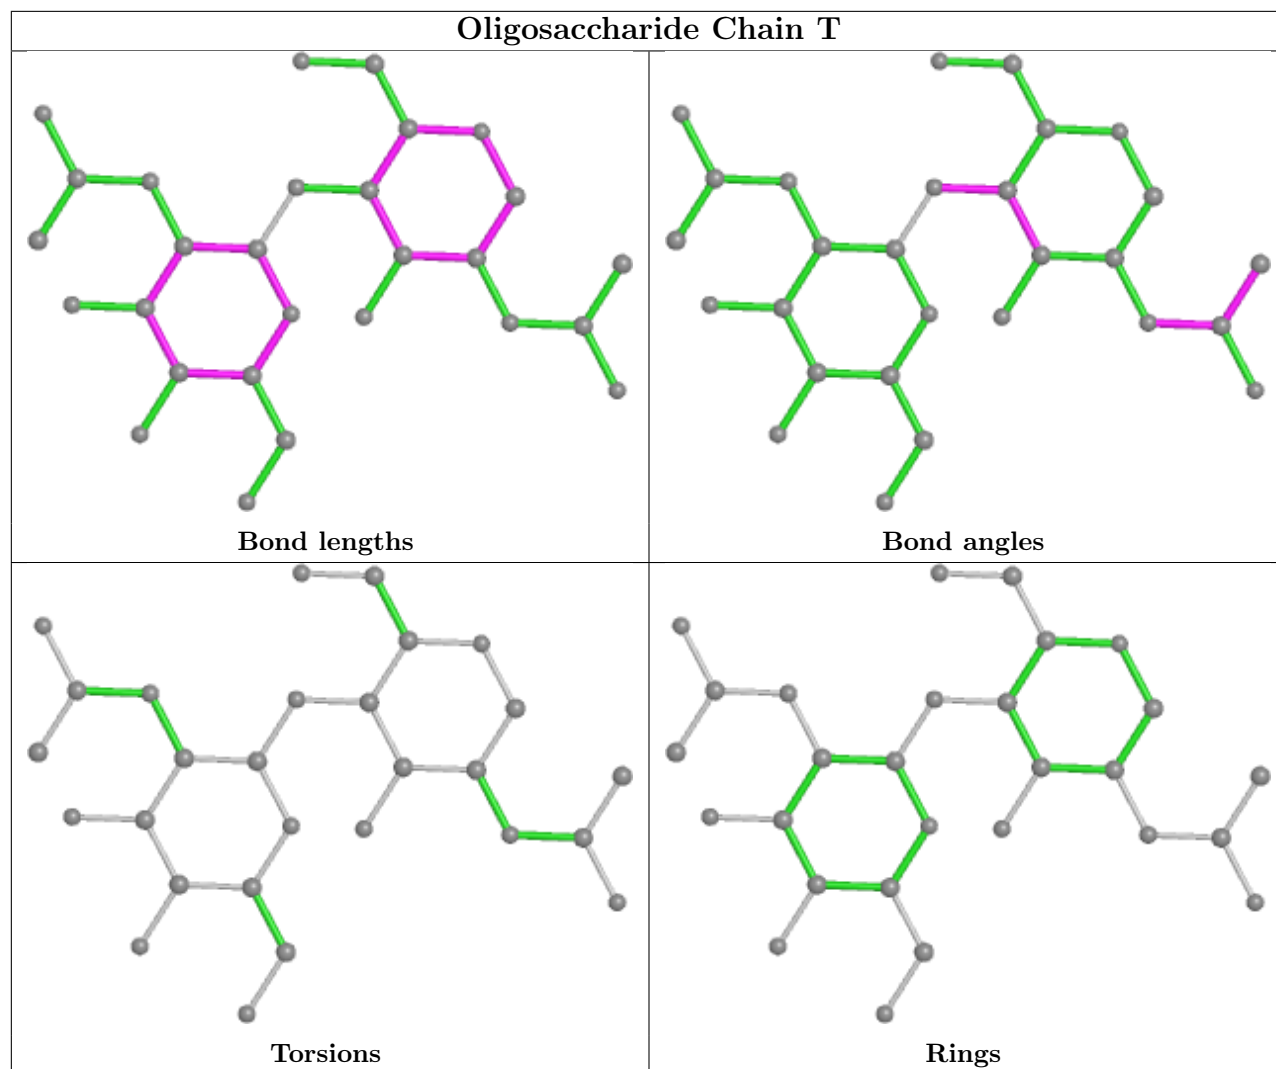 Oligosaccharide Chain T
Bond lengths
Bond angles
Torsions
Rings